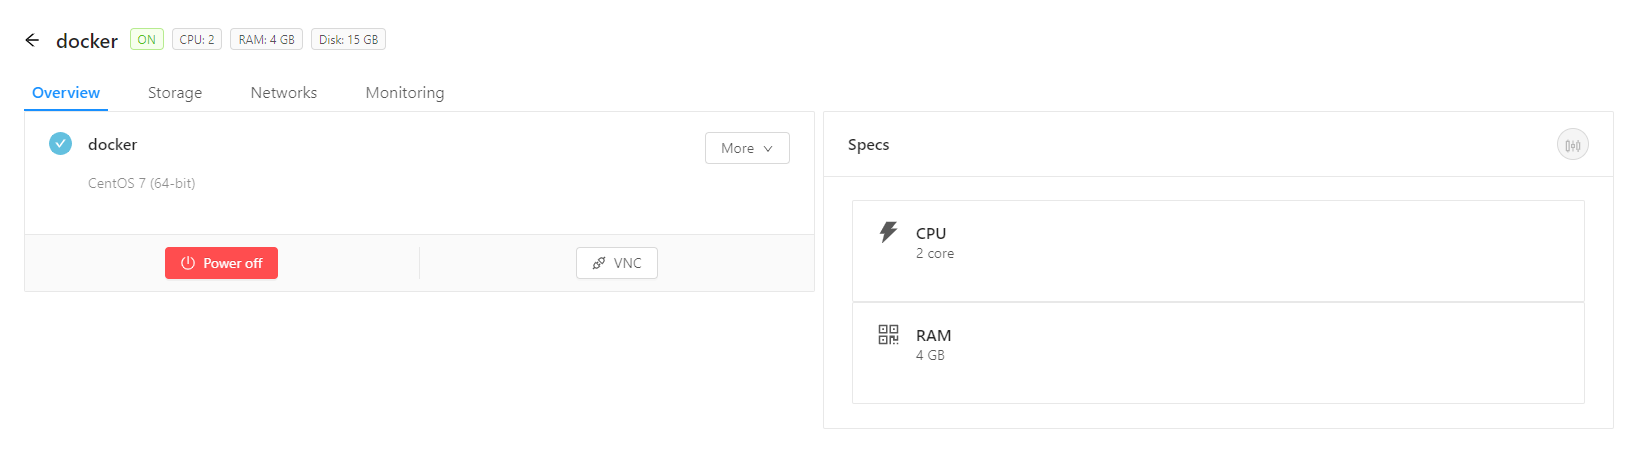 docker ON CPU: 2 RAM: 4 GB Disk: 15 GB
Overview Storage Networks Monitoring
docker
More
CentOS 7 (64-bit)
Power off
VNC
Specs
CPU
2 core
RAM
4 GB